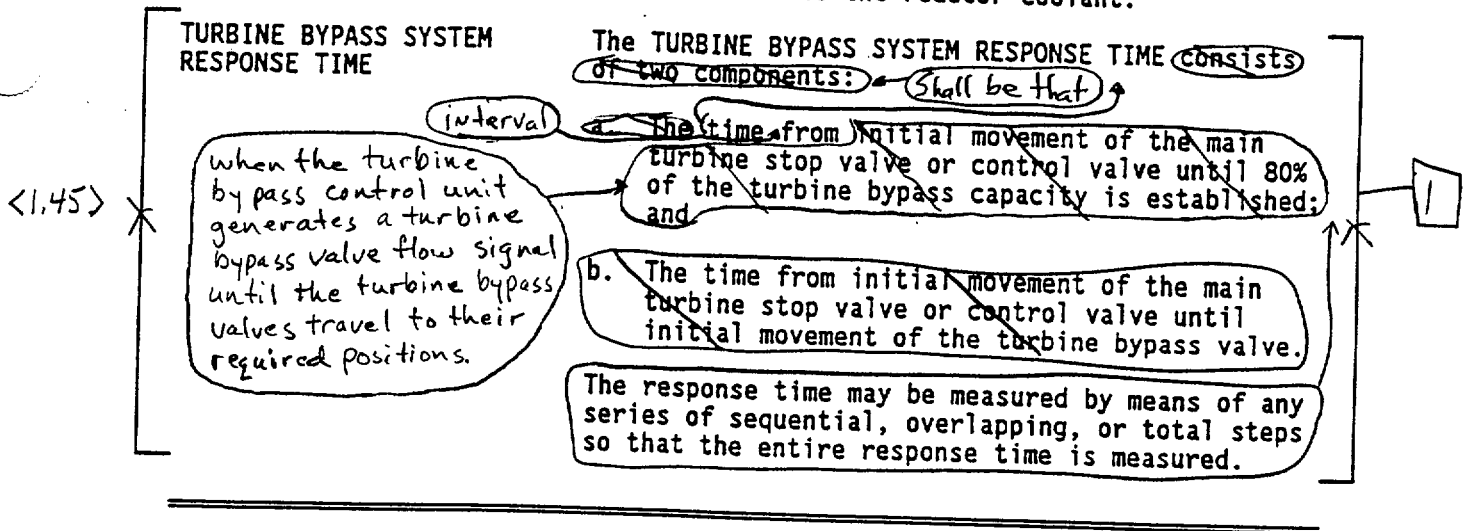 the reactor coolant.
TURBINE BYPASS SYSTEM
RESPONSE TIME
The TURBINE BYPASS SYSTEM RESPONSE TIME consists
of two components:
Shall be that
interval
a. The time from initial movement of the main
turbine stop valve or control valve until 80%
of the turbine bypass capacity is established;
and
when the turbine
bypass control unit
generates a turbine
bypass valve flow signal
until the turbine bypass
valves travel to their
required positions.
<1.45>
1
b. The time from initial movement of the main
turbine stop valve or control valve until
initial movement of the turbine bypass valve.
The response time may be measured by means of any
series of sequential, overlapping, or total steps
so that the entire response time is measured.